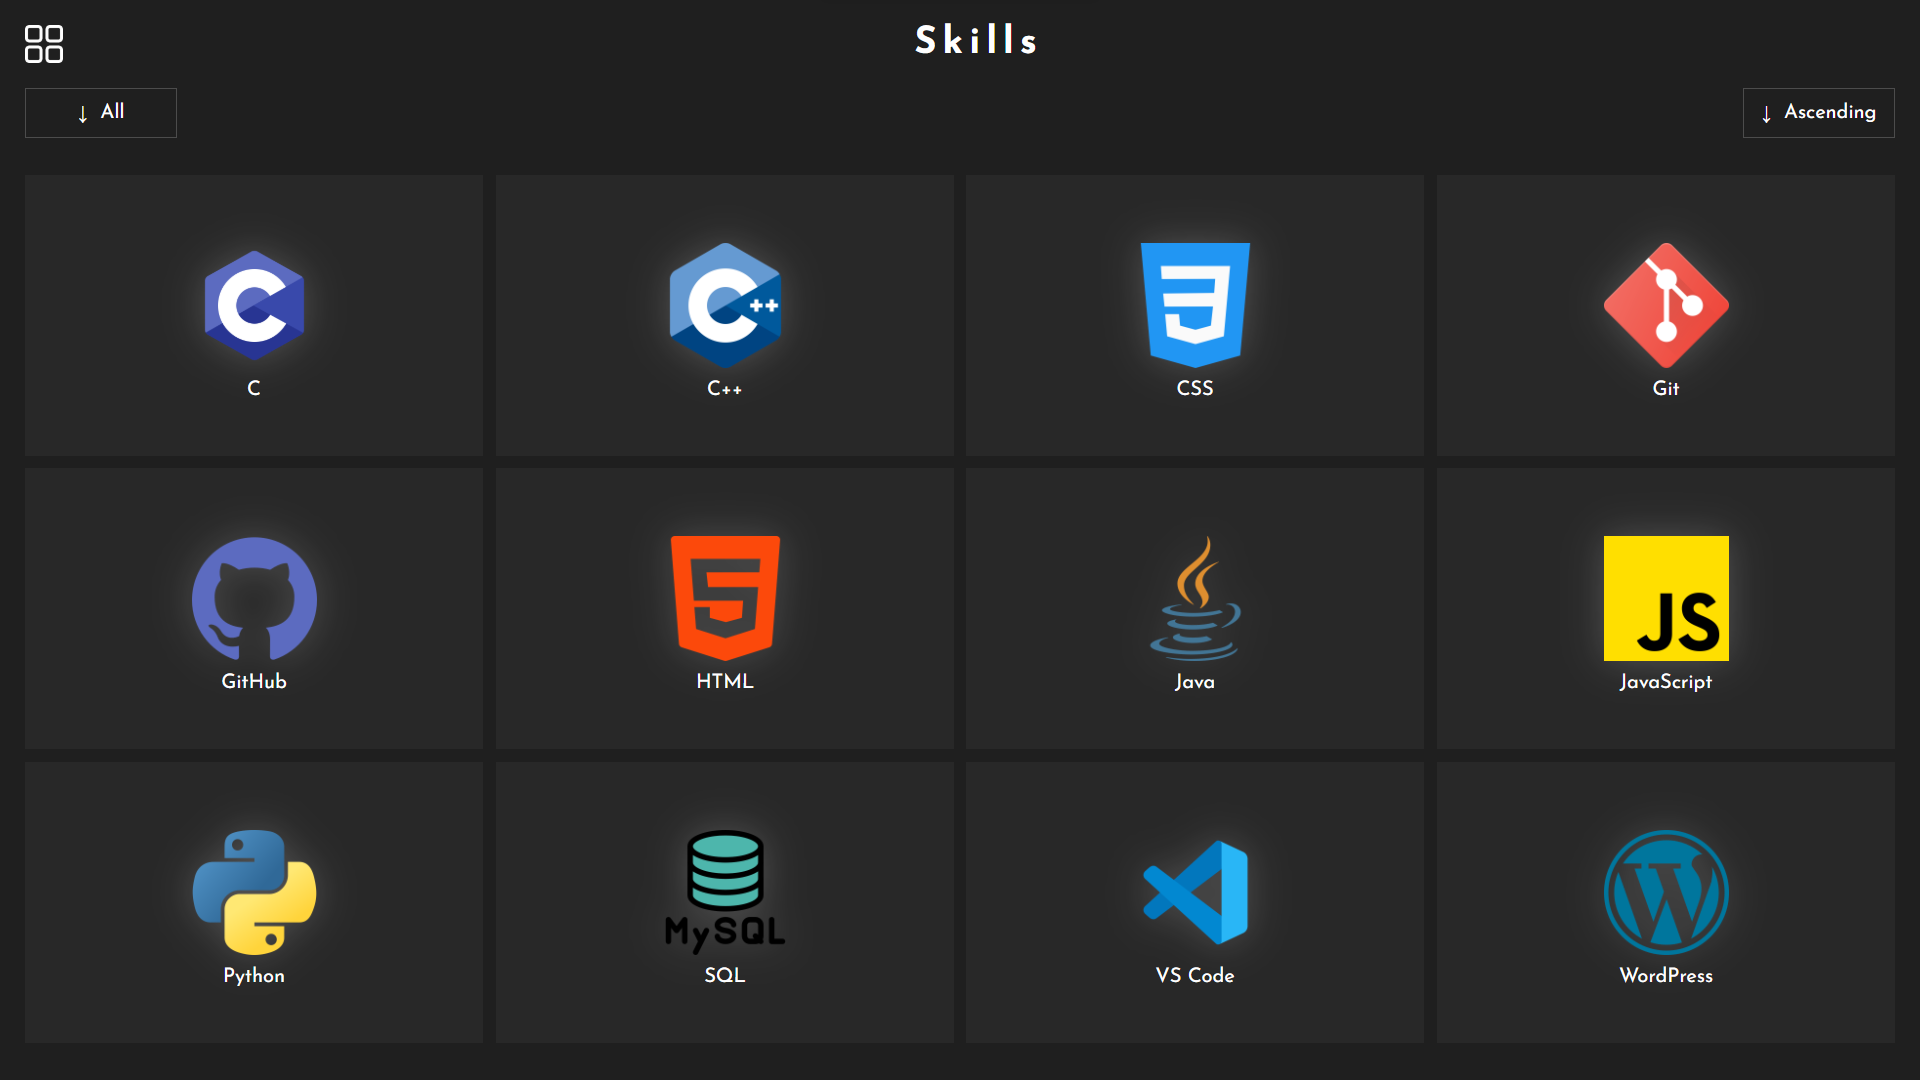 Skills
↓ All
↓ Ascending
C
C++
CSS
Git
GitHub
HTML
Java
JS
JavaScript
Python
MySQL
SQL
VS Code
WordPress